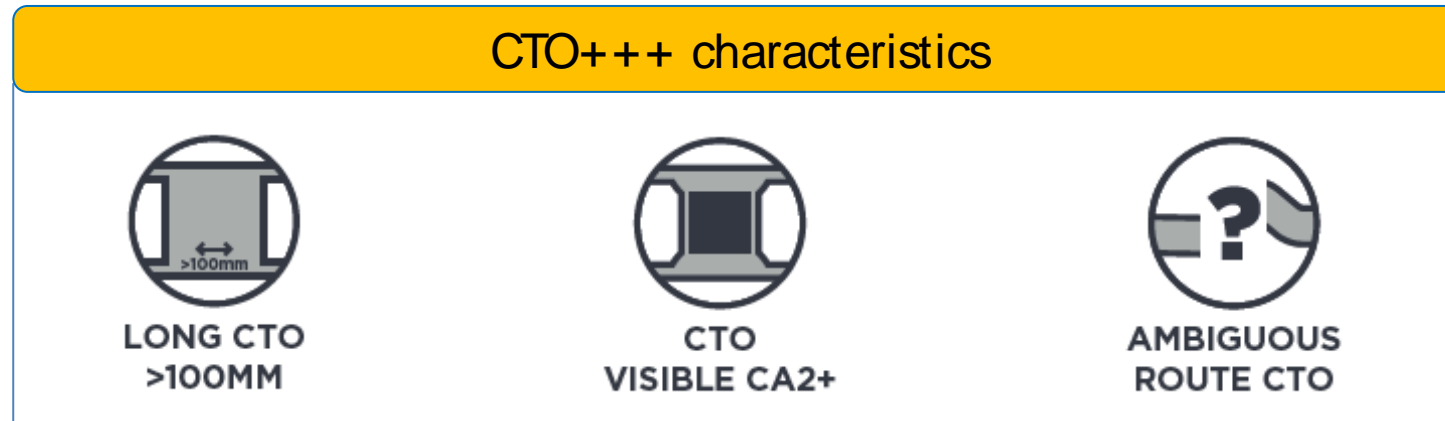 CTO+++ characteristics
>100mm
?
LONG CTO
>100MM
CTO
VISIBLE CA2+
AMBIGUOUS
ROUTE CTO